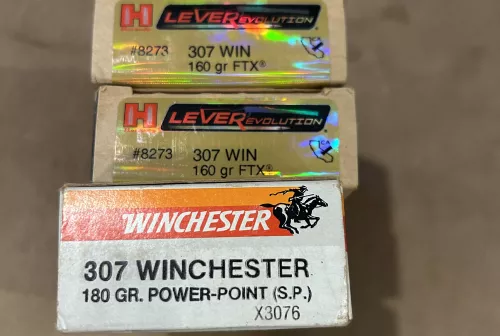 H LEVEREVOLUTION®
#8273 307 WIN
160 gr FTX®
H LEVEREVOLUTION®
#8273 307 WIN
160 gr FTX®
WINCHESTER
307 WINCHESTER
180 GR. POWER-POINT (S.P.)
X3076